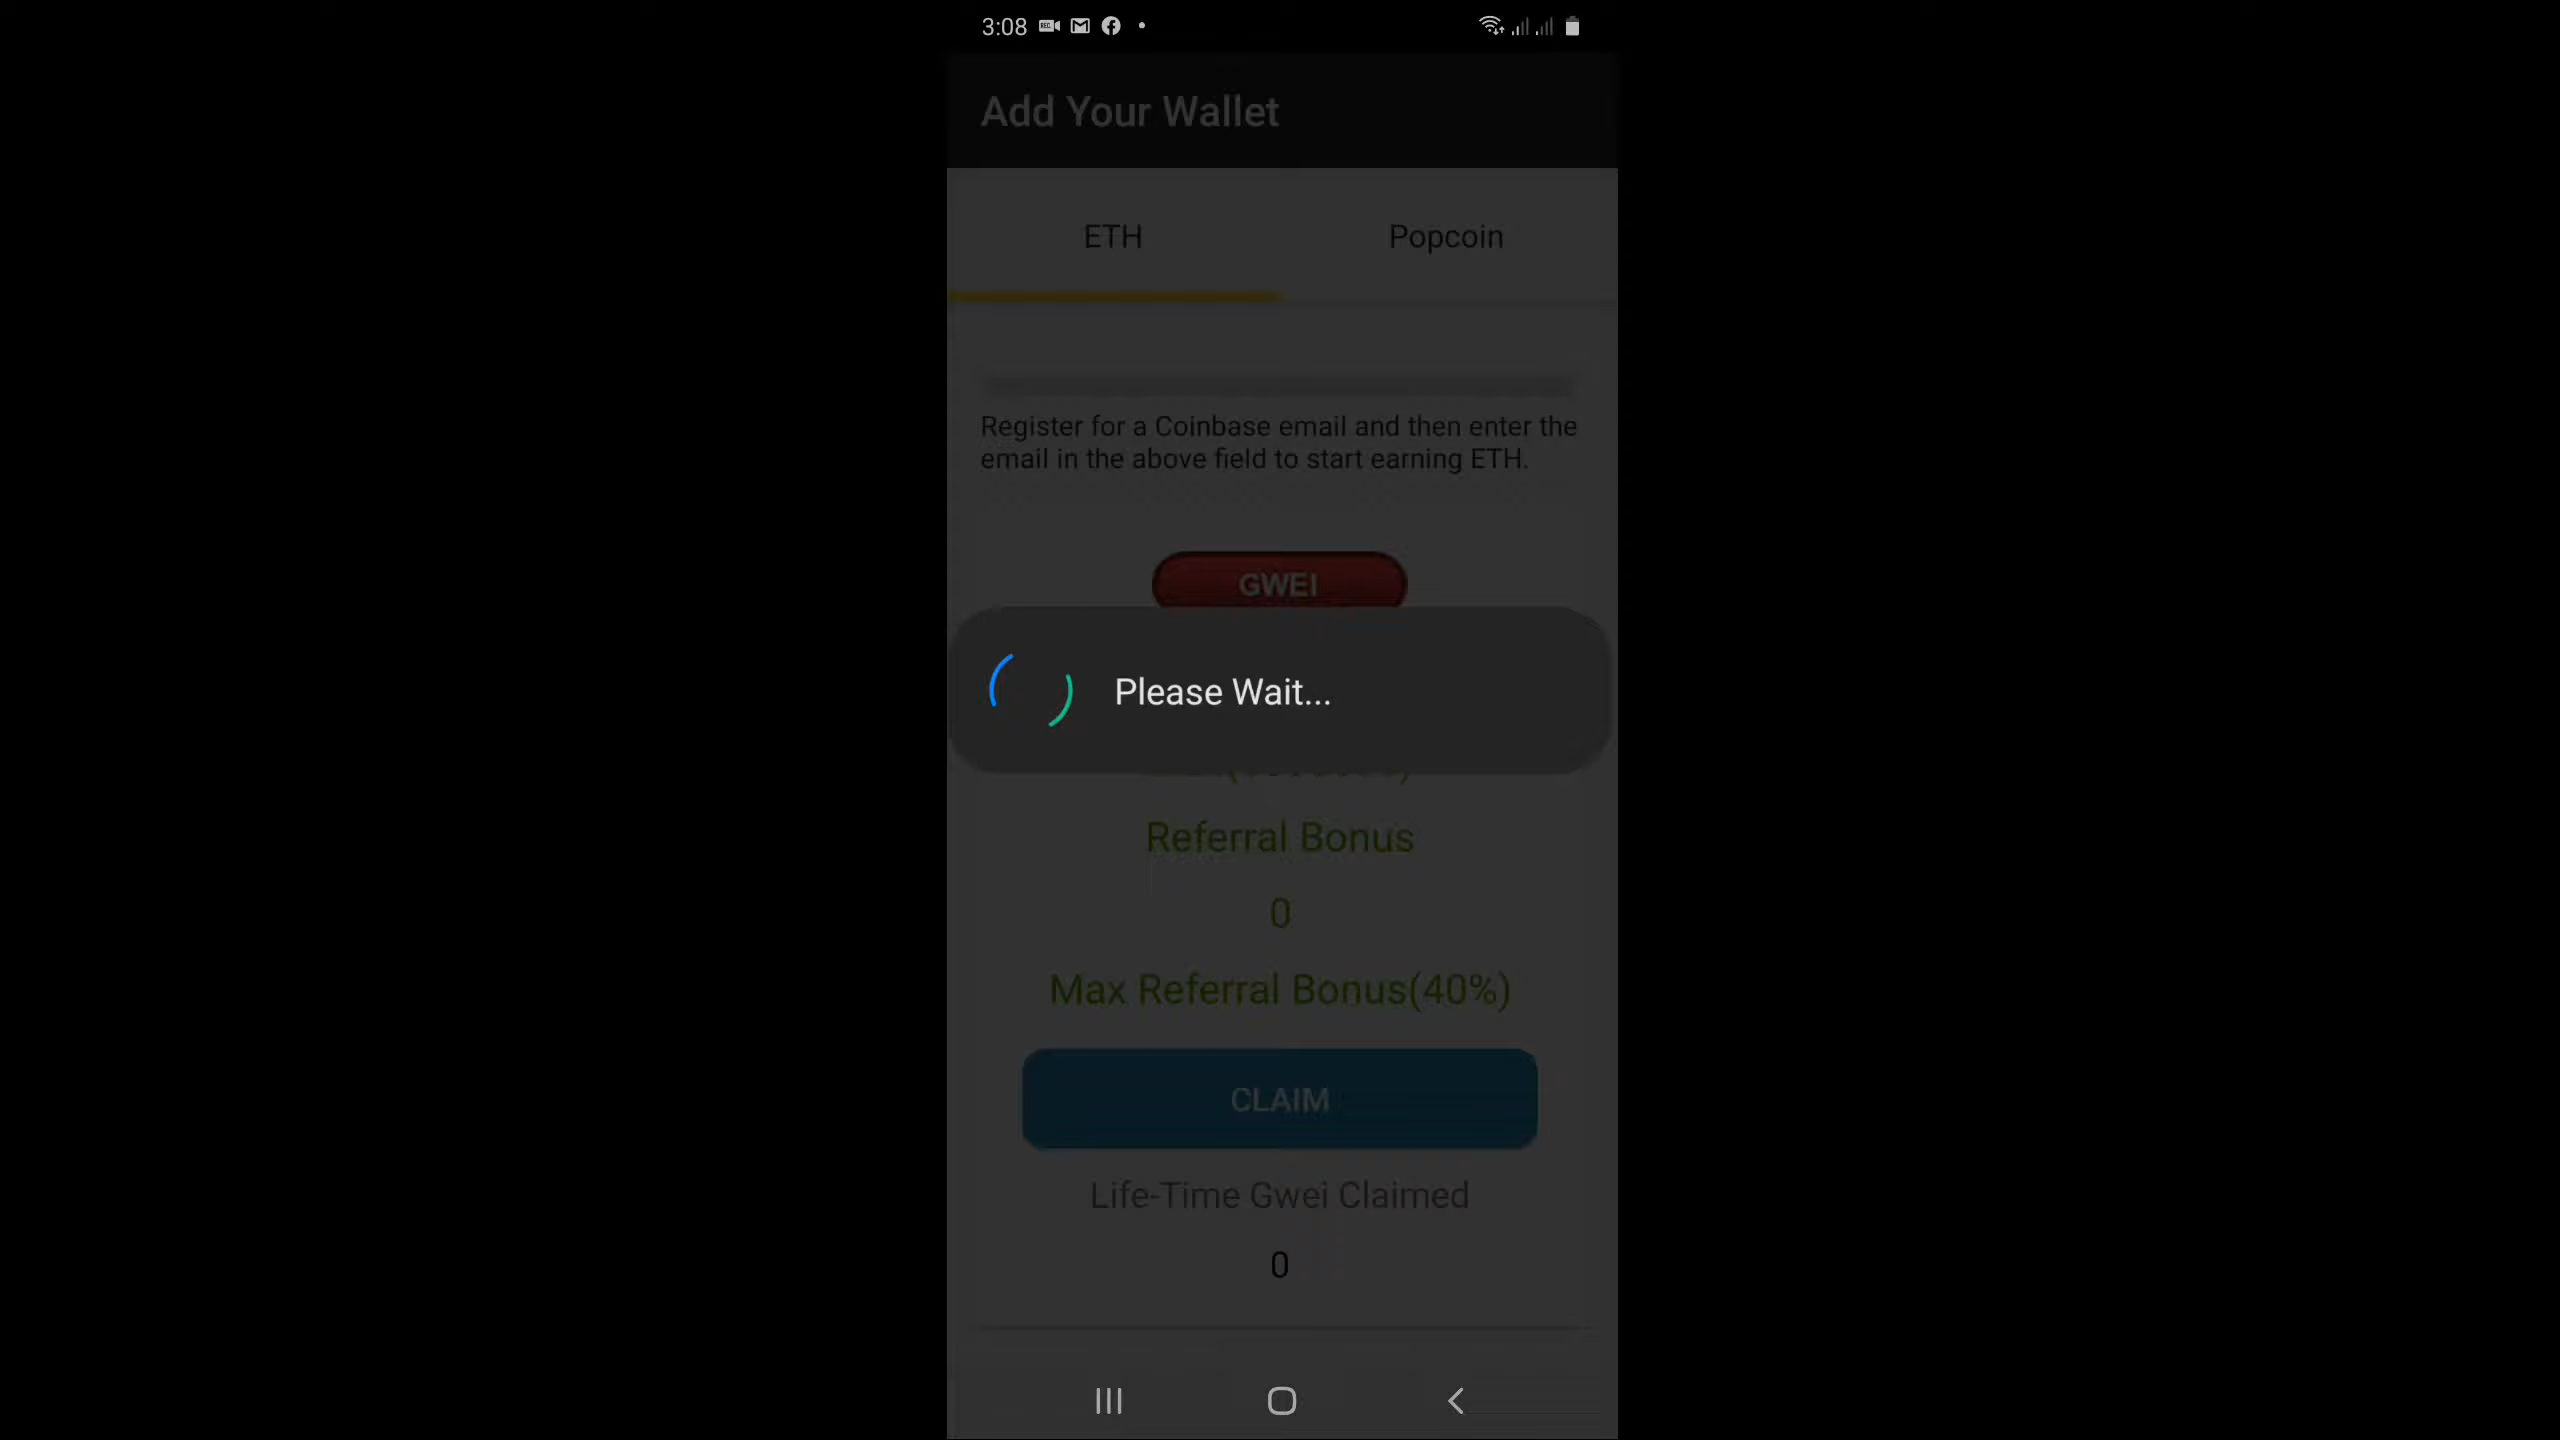 3:08
Add Your Wallet
ETH
Popcoin
Register for a Coinbase email and then enter the
email in the above field to start earning ETH.
GWEI
Please Wait...
Referral Bonus
0
Max Referral Bonus(40%)
CLAIM
Life-Time Gwei Claimed
0